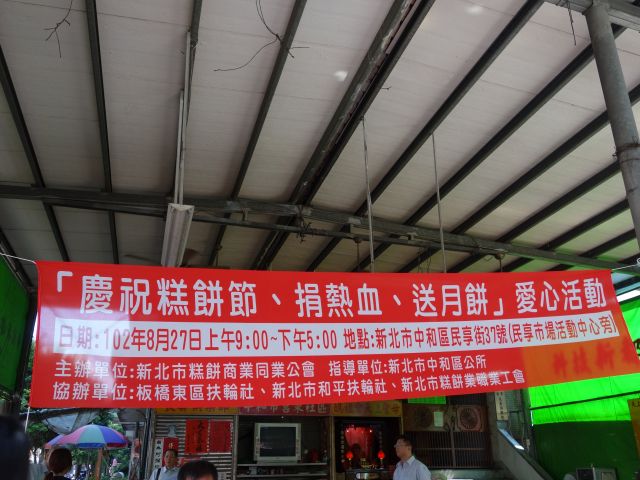 「慶祝糕餅節、捐熱血、送月餅」愛心活動
日期:102年8月27日上午9:00~下午5:00 地點:新北市中和區民享街37號(民享市場活動中心旁)
主辦單位:新北市糕餅商業同業公會 指導單位:新北市中和區公所
協辦單位:板橋東區扶輪社、新北市和平扶輪社、新北市糕餅業職業工會